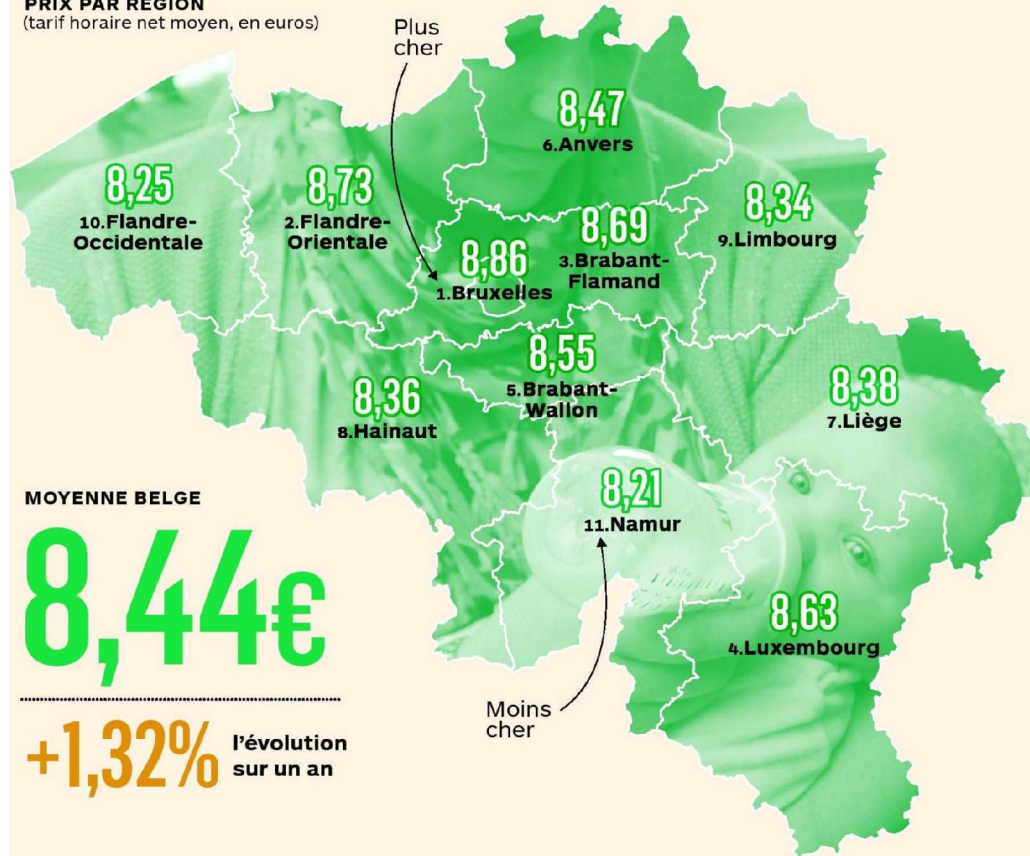 PRIX PAR RÉGION
(tarif horaire net moyen, en euros)
Plus
cher
8,47
6.Anvers
8,25
10.Flandre-
Occidentale
8,73
2.Flandre-
Orientale
8,34
9.Limbourg
8,69
3.Brabant-
Flamand
8,86
1.Bruxelles
8,55
5.Brabant-
Wallon
8,36
8.Hainaut
8,38
7.Liège
8,21
11.Namur
8,63
4.Luxembourg
Moins
cher
MOYENNE BELGE
8,44€
+1,32%
l'évolution
sur un an